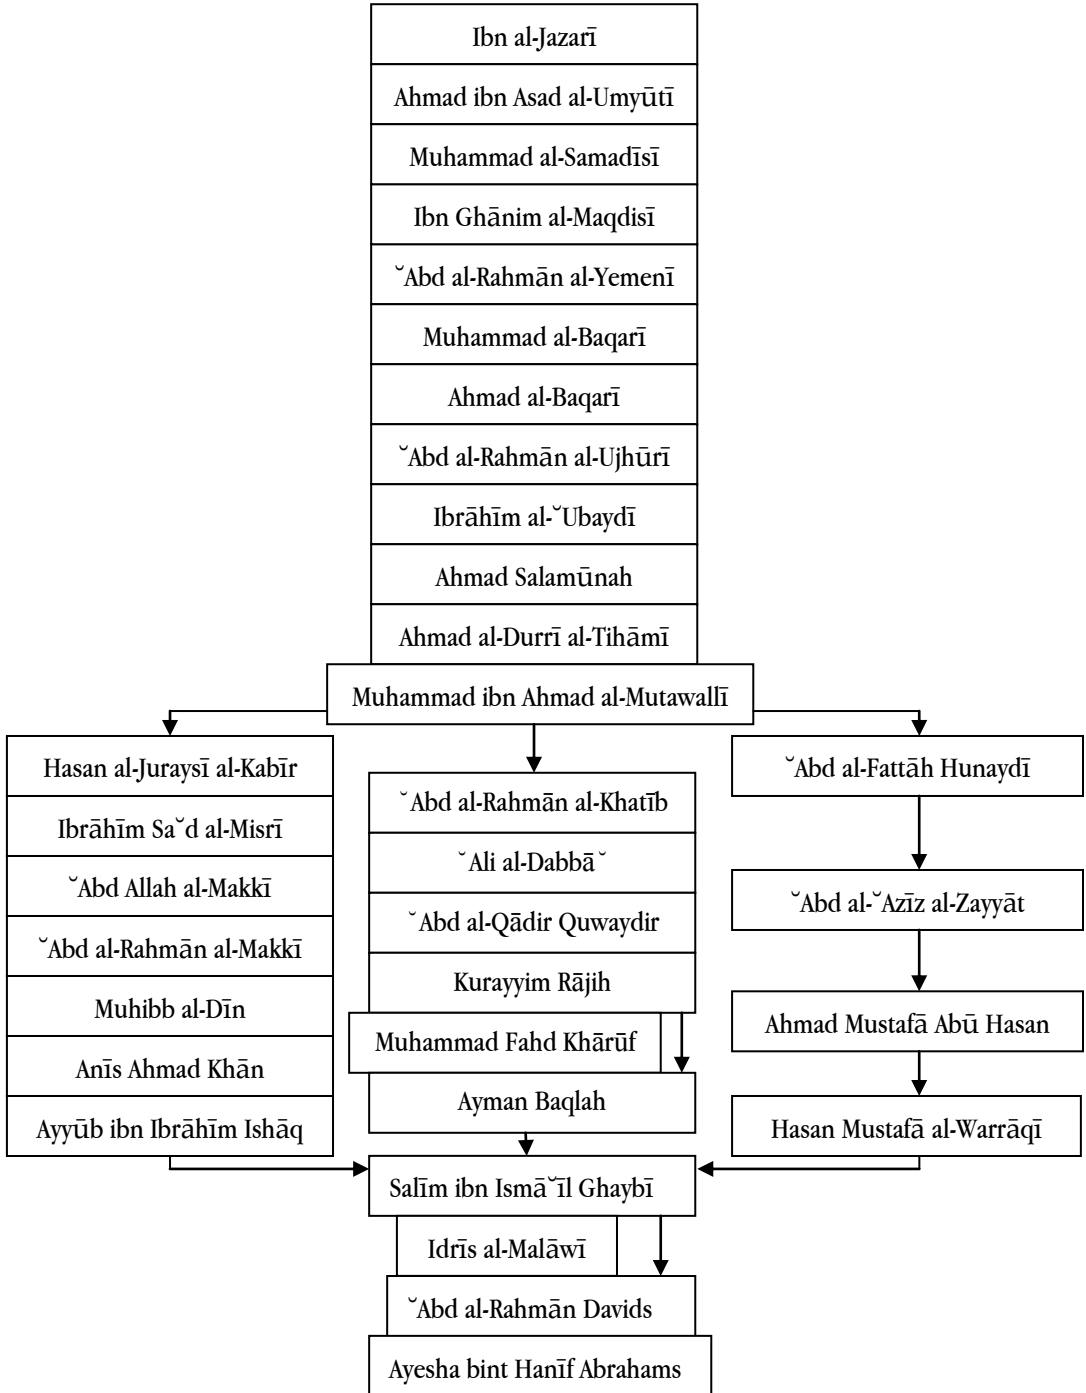 Ibn al-Jazarī
Ahmad ibn Asad al-Umyūtī
Muhammad al-Samadīsī
Ibn Ghānim al-Maqdisī
˘Abd al-Rahmān al-Yemenī
Muhammad al-Baqarī
Ahmad al-Baqarī
˘Abd al-Rahmān al-Ujhūrī
Ibrāhīm al-˘Ubaydī
Ahmad Salamūnah
Ahmad al-Durrī al-Tihāmī
Muhammad ibn Ahmad al-Mutawallī
Hasan al-Juraysī al-Kabīr
Ibrāhīm Sa˘d al-Misrī
˘Abd Allah al-Makkī
˘Abd al-Rahmān al-Makkī
Muhibb al-Dīn
Anīs Ahmad Khān
Ayyūb ibn Ibrāhīm Ishāq
˘Abd al-Rahmān al-Khatīb
˘Ali al-Dabbā˘
˘Abd al-Qādir Quwaydir
Kurayyim Rājih
Muhammad Fahd Khārūf
Ayman Baqlah
˘Abd al-Fattāh Hunaydī
˘Abd al-˘Azīz al-Zayyāt
Ahmad Mustafā Abū Hasan
Hasan Mustafā al-Warrāqī
Salīm ibn Ismā˘īl Ghaybī
Idrīs al-Malāwī
˘Abd al-Rahmān Davids
Ayesha bint Hanīf Abrahams